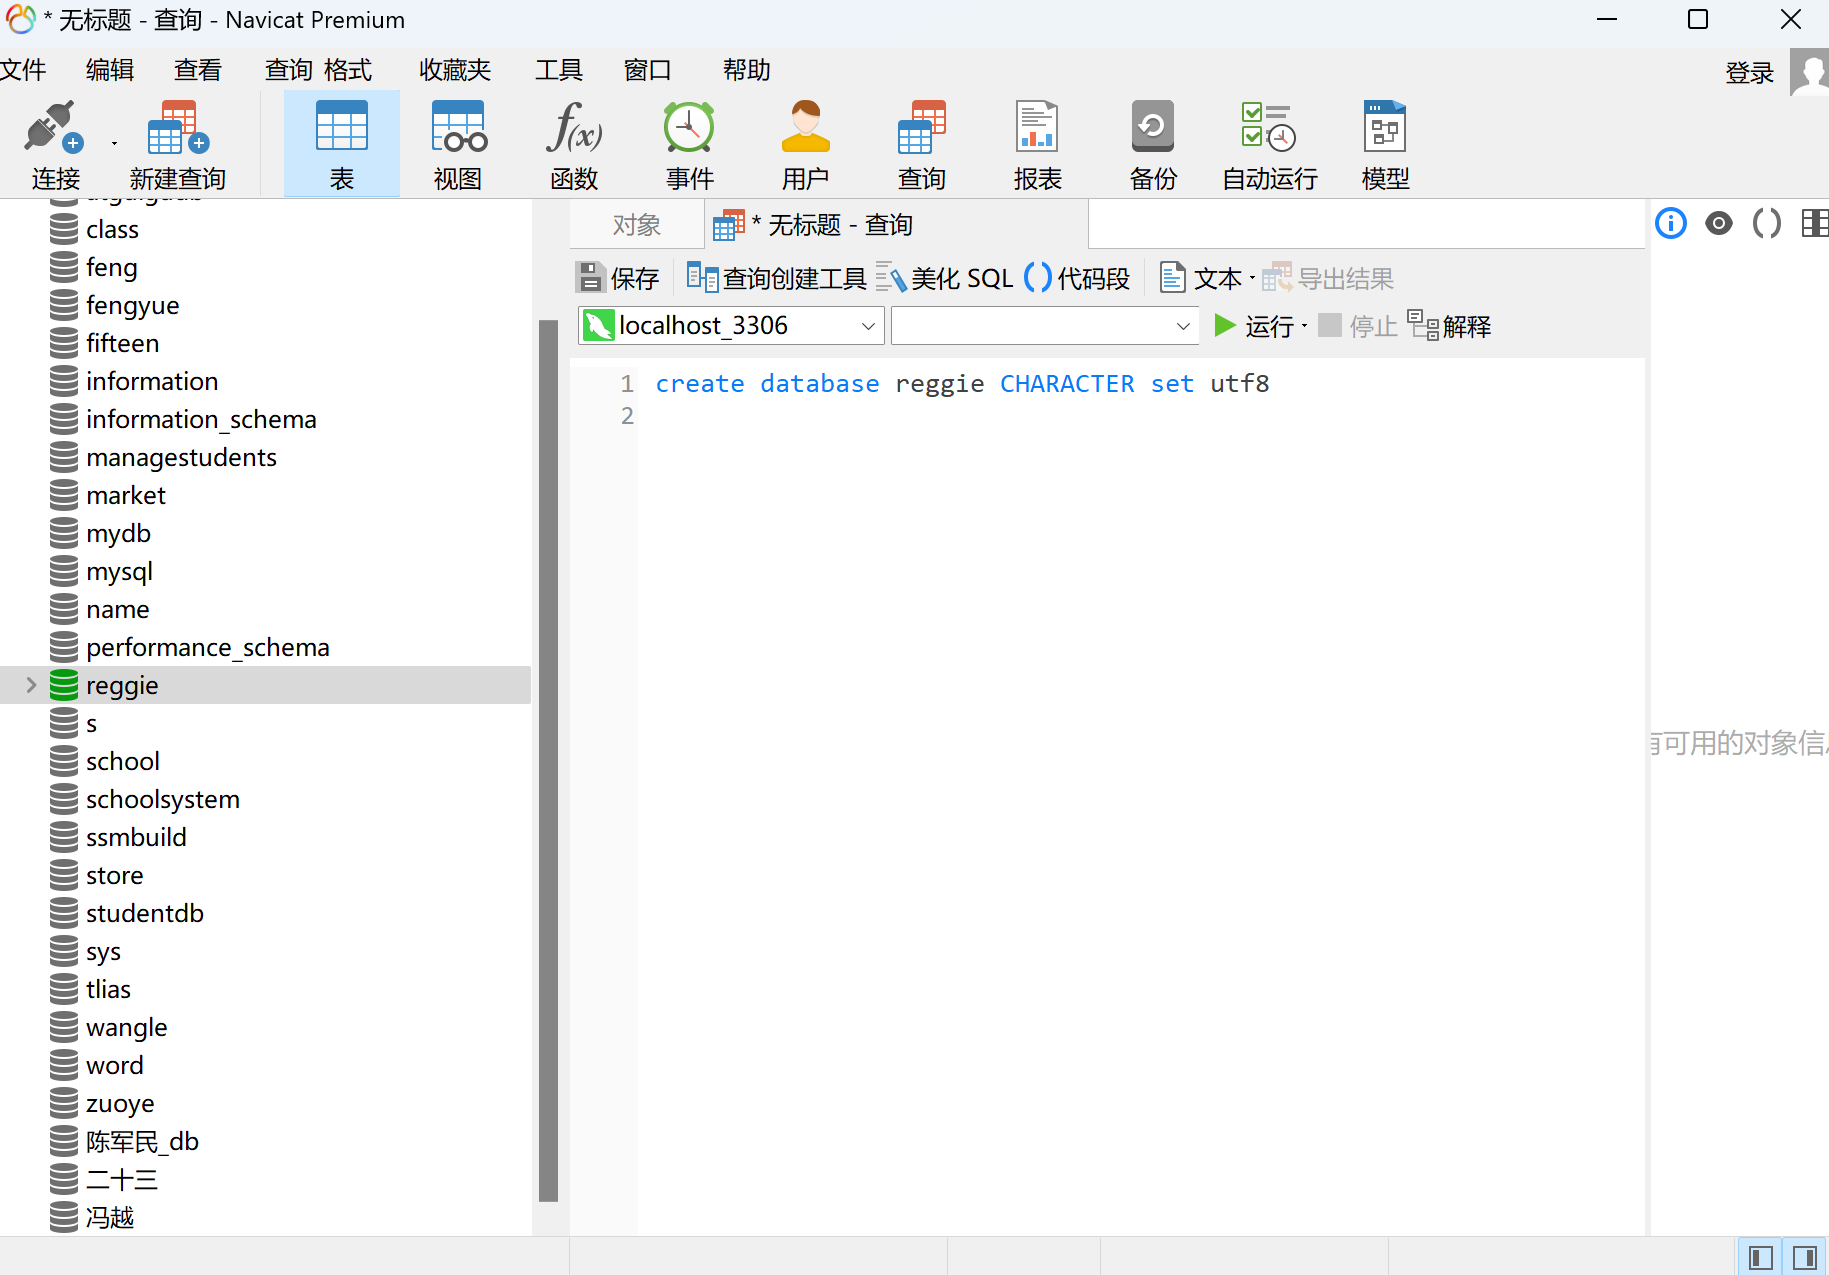 * 无标题 - 查询 - Navicat Premium
文件 编辑 查看 查询 格式 收藏夹 工具 窗口 帮助 登录
连接 新建查询 表 视图 函数 事件 用户 查询 报表 备份 自动运行 模型
对象 * 无标题 - 查询
保存 查询创建工具 美化 SQL 代码段 文本 导出结果
localhost_3306 运行 停止 解释
1 create database reggie CHARACTER set utf8
2
class
feng
fengyue
fifteen
information
information_schema
managestudents
market
mydb
mysql
name
performance_schema
reggie
s
school
schoolsystem
ssmbuild
store
studentdb
sys
tlias
wangle
word
zuoye
陈军民_db
二十三
冯越
可用的对象信